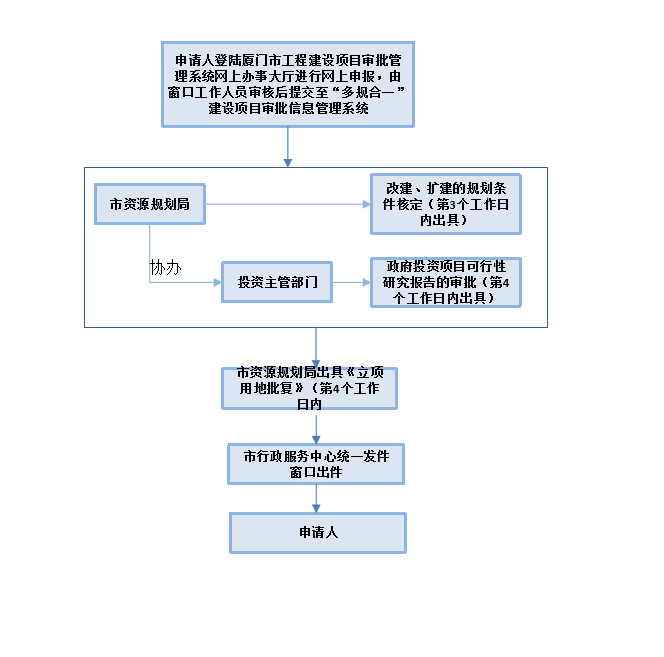 申请人登陆厦门市工程建设项目审批管
理系统网上办事大厅进行网上申报，由
窗口工作人员审核后提交至“多规合一”
建设项目审批信息管理系统
市资源规划局
改建、扩建的规划条
件核定（第3个工作日
内出具）
协办
投资主管部门
政府投资项目可行性
研究报告的审批（第4
个工作日内出具）
市资源规划局出具《立项
用地批复》（第4个工作
日内
市行政服务中心统一发件
窗口出件
申请人